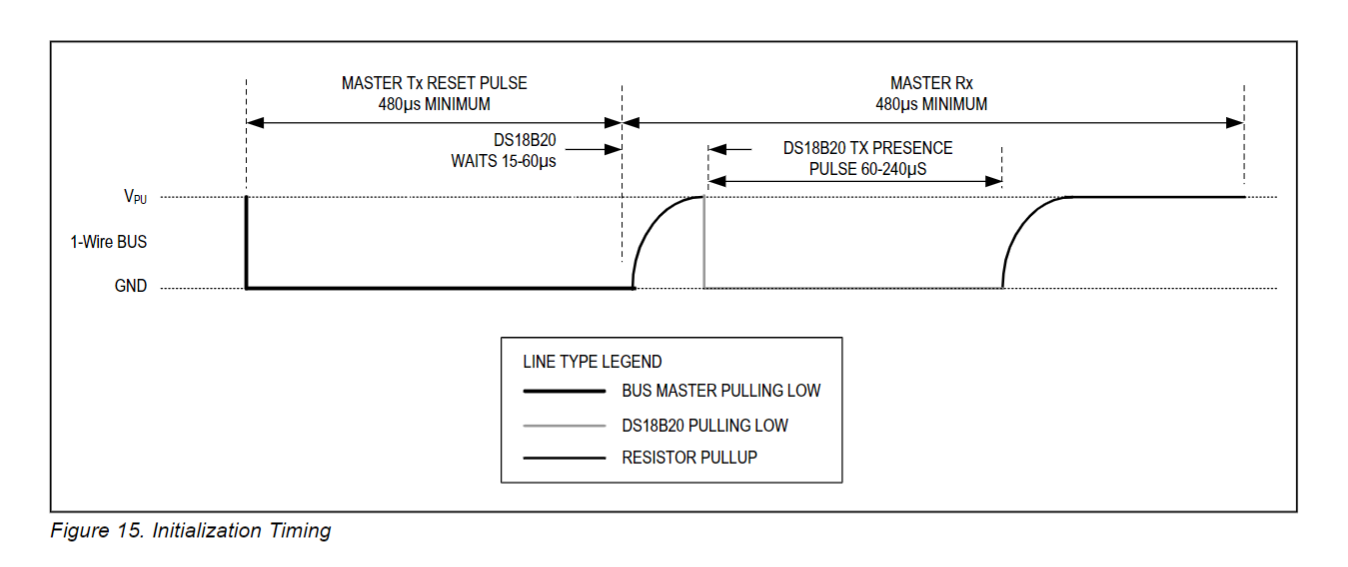 MASTER Tx RESET PULSE
480µs MINIMUM
MASTER Rx
480µs MINIMUM
DS18B20
WAITS 15-60µs
DS18B20 TX PRESENCE
PULSE 60-240µS
VPU
1-Wire BUS
GND
LINE TYPE LEGEND
BUS MASTER PULLING LOW
DS18B20 PULLING LOW
RESISTOR PULLUP
Figure 15. Initialization Timing